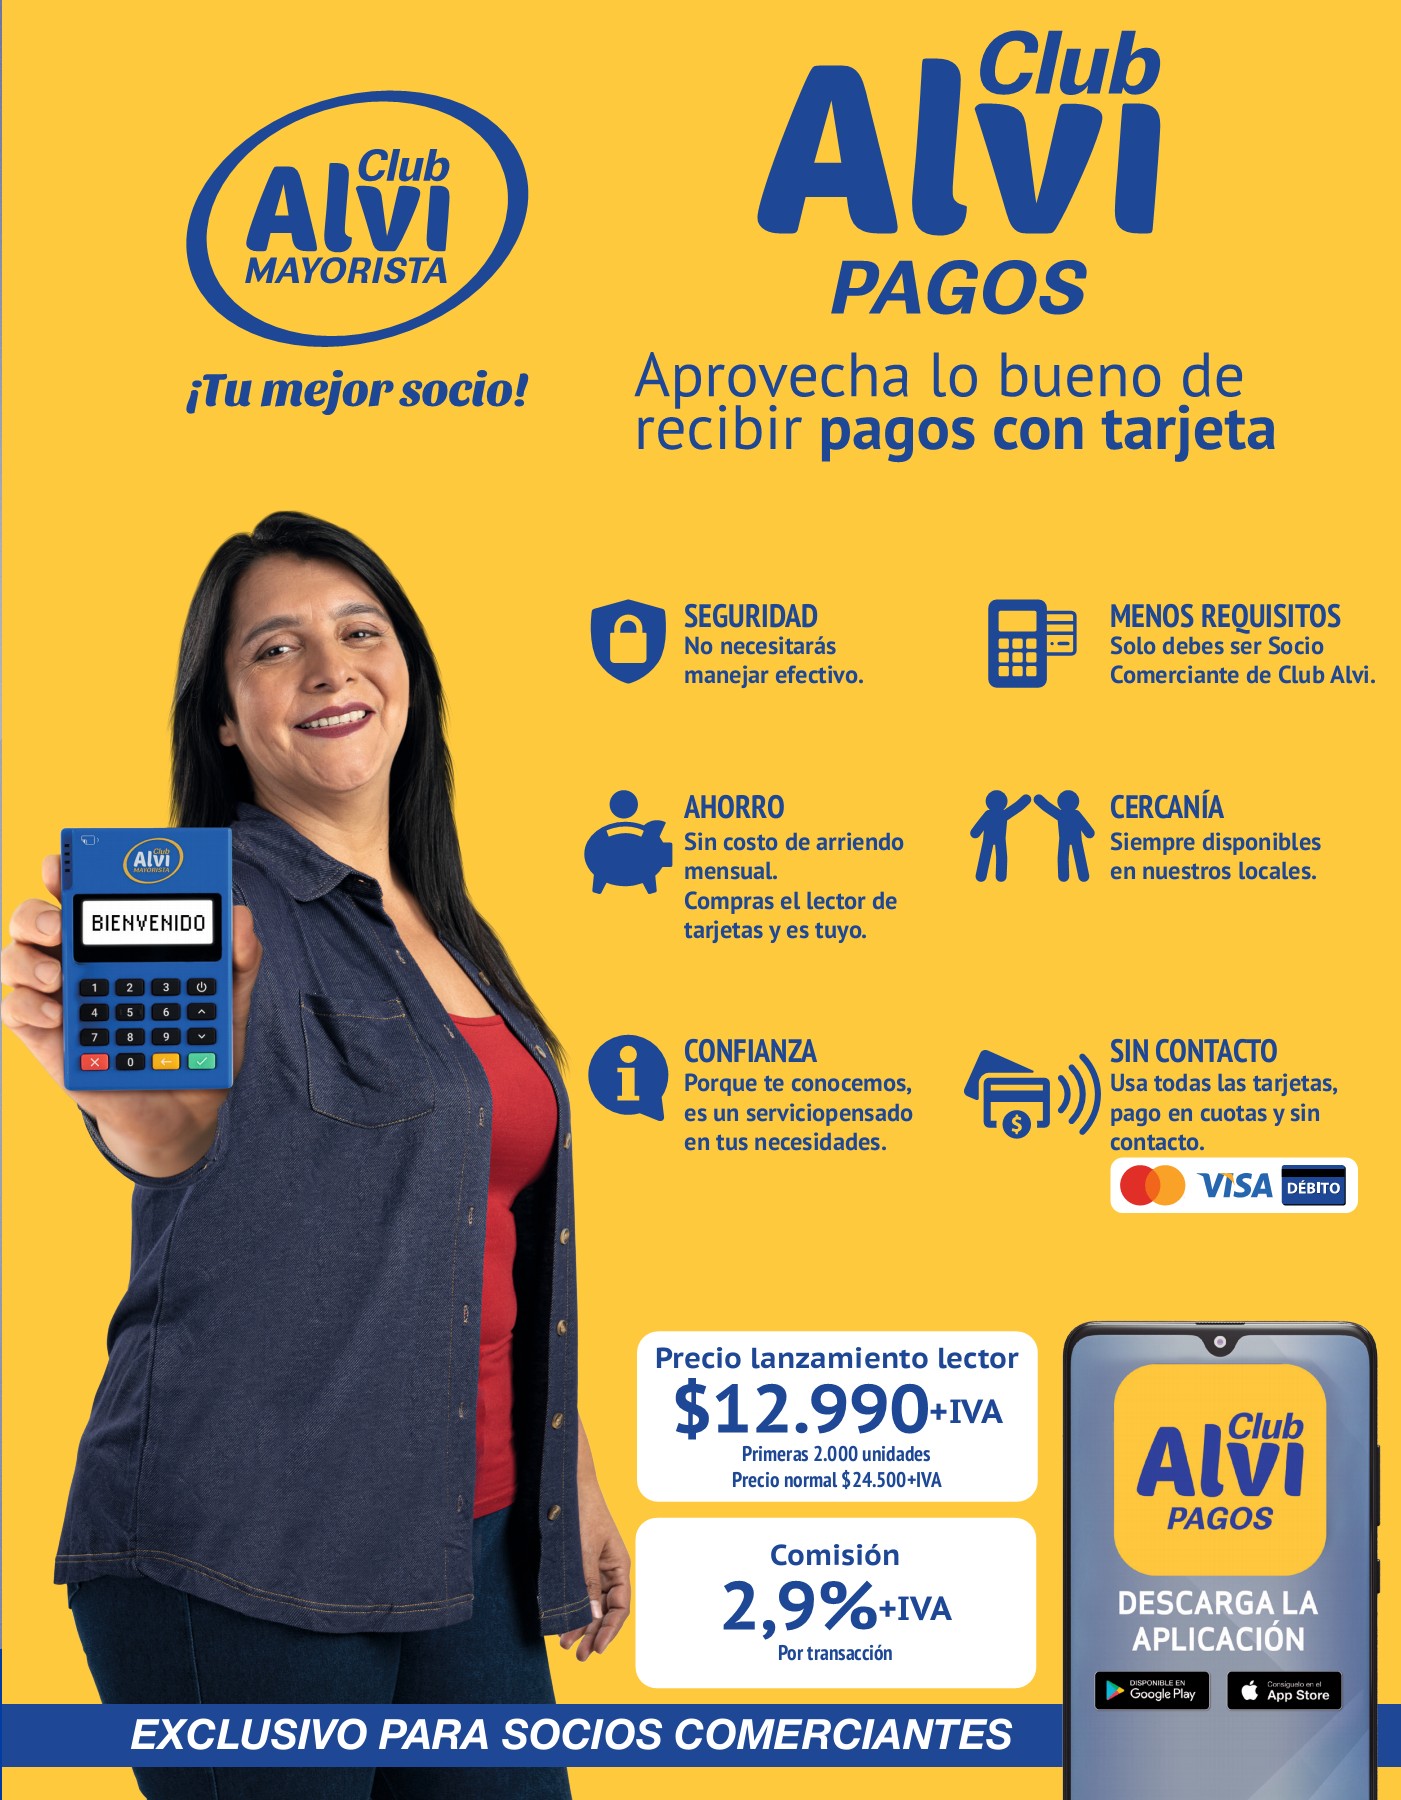 Club
Alvi
MAYORISTA
¡Tu mejor socio!
Club
Alvi
PAGOS
Aprovecha lo bueno de
recibir pagos con tarjeta
SEGURIDAD
No necesitarás
manejar efectivo.
MENOS REQUISITOS
Solo debes ser Socio
Comerciante de Club Alvi.
AHORRO
Sin costo de arriendo
mensual.
Compras el lector de
tarjetas y es tuyo.
CERCANÍA
Siempre disponibles
en nuestros locales.
CONFIANZA
Porque te conocemos,
es un serviciopensado
en tus necesidades.
SIN CONTACTO
Usa todas las tarjetas,
pago en cuotas y sin
contacto.
$
VISA
DÉBITO
Club
Alvi
MAYORISTA
BIENVENIDO
1 2 3
4 5 6
7 8 9
0
Precio lanzamiento lector
$12.990+IVA
Primeras 2.000 unidades
Precio normal $24.500+IVA
Comisión
2,9%+IVA
Por transacción
Club
Alvi
PAGOS
DESCARGA LA
APLICACIÓN
DISPONIBLE EN
Google Play
Consíguelo en el
App Store
EXCLUSIVO PARA SOCIOS COMERCIANTES